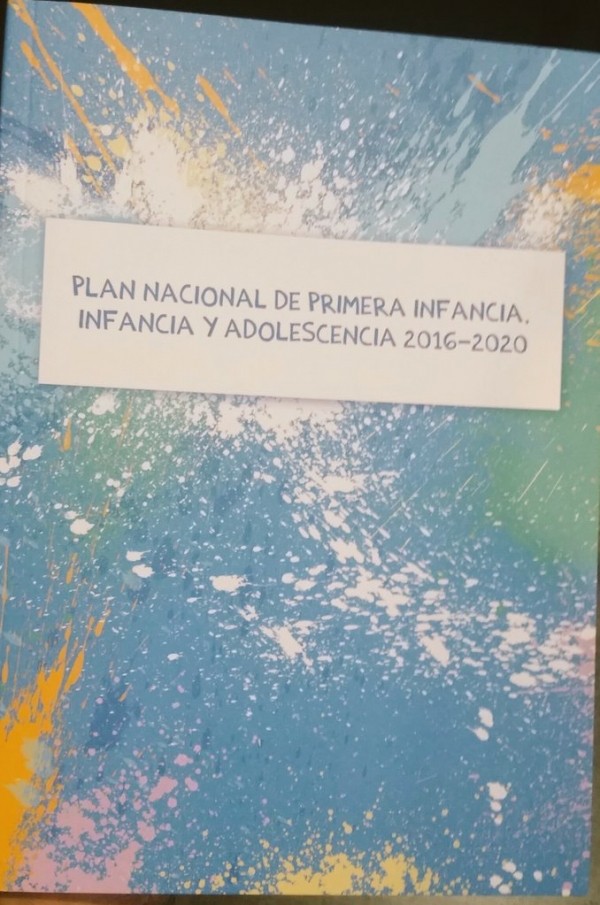 PLAN NACIONAL DE PRIMERA INFANCIA,
INFANCIA Y ADOLESCENCIA 2016-2020